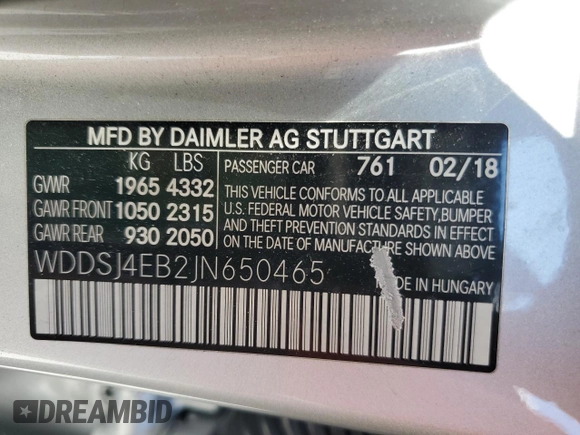 MFD BY DAIMLER AG STUTTGART
KG LBS
PASSENGER CAR 761 02/18
GVWR 1965 4332
GAWR FRONT 1050 2315
GAWR REAR 930 2050
THIS VEHICLE CONFORMS TO ALL APPLICABLE
U.S. FEDERAL MOTOR VEHICLE SAFETY, BUMPER
AND THEFT PREVENTION STANDARDS IN EFFECT
ON THE DATE OF MANUFACTURE SHOWN ABOVE.
WDDSJ4EB2JN650465
MADE IN HUNGARY
DREAMBID